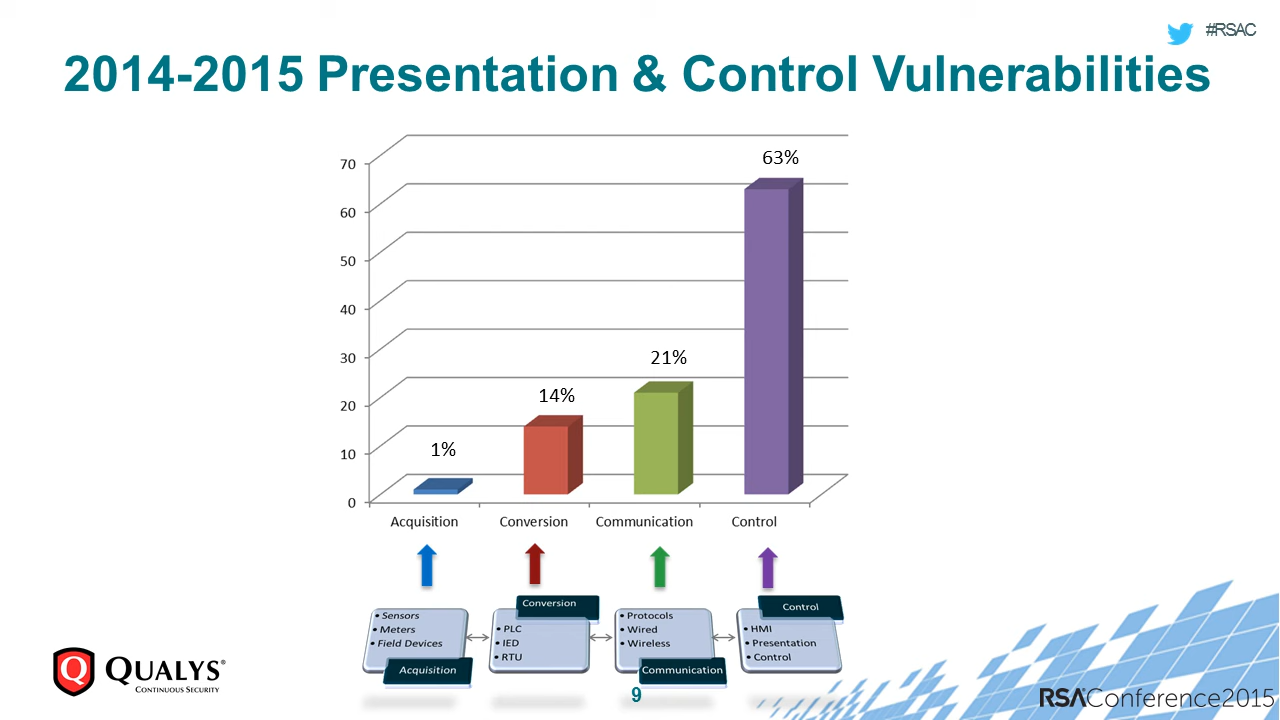 #RSAC
2014-2015 Presentation & Control Vulnerabilities
70
60
50
40
30
20
10
0
1%
14%
21%
63%
Acquisition
Conversion
Communication
Control
• Sensors
• Meters
• Field Devices
Acquisition
Conversion
• PLC
• IED
• RTU
• Protocols
• Wired
• Wireless
Communication
Control
• HMI
• Presentation
• Control
QUALYS®
CONTINUOUS SECURITY
9
RSAConference2015